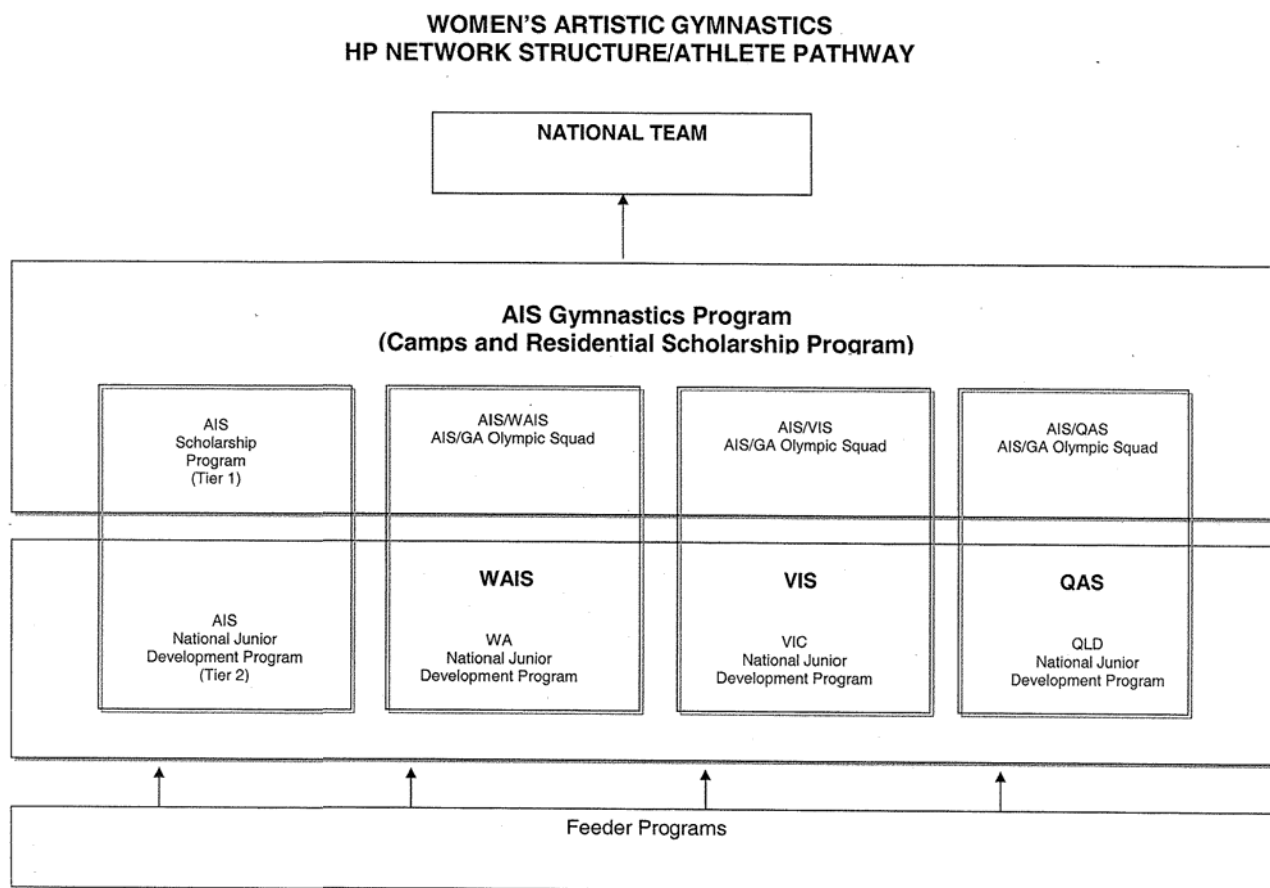 WOMEN'S ARTISTIC GYMNASTICS
HP NETWORK STRUCTURE/ATHLETE PATHWAY
NATIONAL TEAM
AIS Gymnastics Program
(Camps and Residential Scholarship Program)
AIS
Scholarship
Program
(Tier 1)
AIS/WAIS
AIS/GA Olympic Squad
AIS/VIS
AIS/GA Olympic Squad
AIS/QAS
AIS/GA Olympic Squad
AIS
National Junior
Development Program
(Tier 2)
WAIS
WA
National Junior
Development Program
VIS
VIC
National Junior
Development Program
QAS
QLD
National Junior
Development Program
Feeder Programs